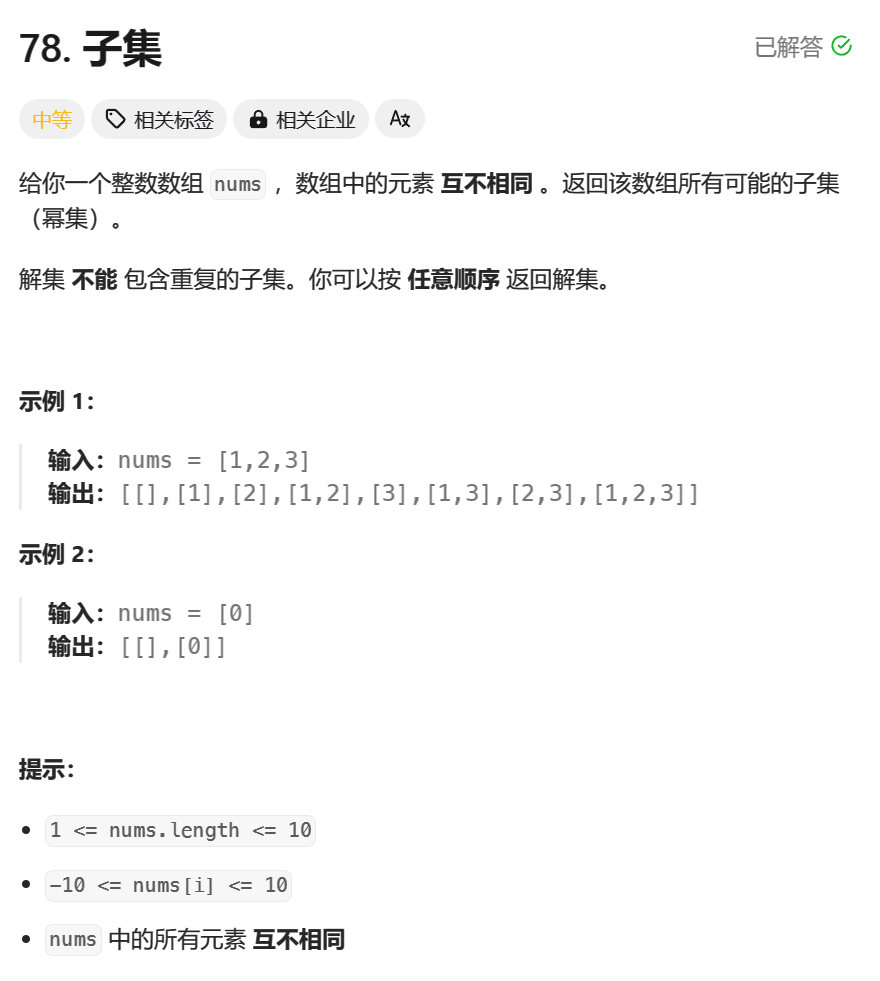 78. 子集
已解答
中等
相关标签
相关企业
给你一个整数数组 nums ，数组中的元素 互不相同 。返回该数组所有可能的子集
（幂集）。
解集 不能 包含重复的子集。你可以按 任意顺序 返回解集。
示例 1：
输入：nums = [1,2,3]
输出：[[],[1],[2],[1,2],[3],[1,3],[2,3],[1,2,3]]
示例 2：
输入：nums = [0]
输出：[[],[0]]
提示：
1 <= nums.length <= 10
-10 <= nums[i] <= 10
nums 中的所有元素 互不相同